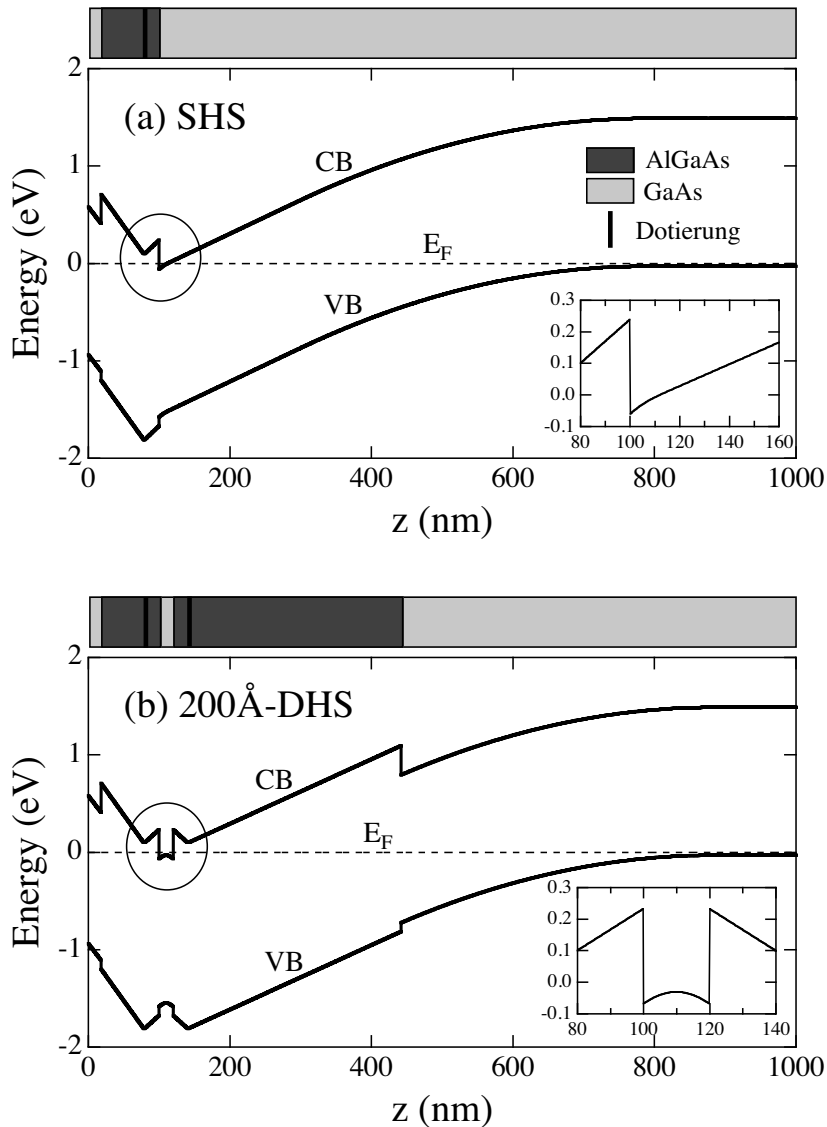 2
(a) SHS
CB
AlGaAs
GaAs
Dotierung
1
E_F
0
VB
-1
-2
Energy (eV)
0.3
0.2
0.1
0.0
-0.1
80 100 120 140 160
0 200 400 600 800 1000
z (nm)
2
(b) 200Å-DHS
CB
1
E_F
0
VB
-1
-2
Energy (eV)
0.3
0.2
0.1
0.0
-0.1
80 100 120 140
0 200 400 600 800 1000
z (nm)